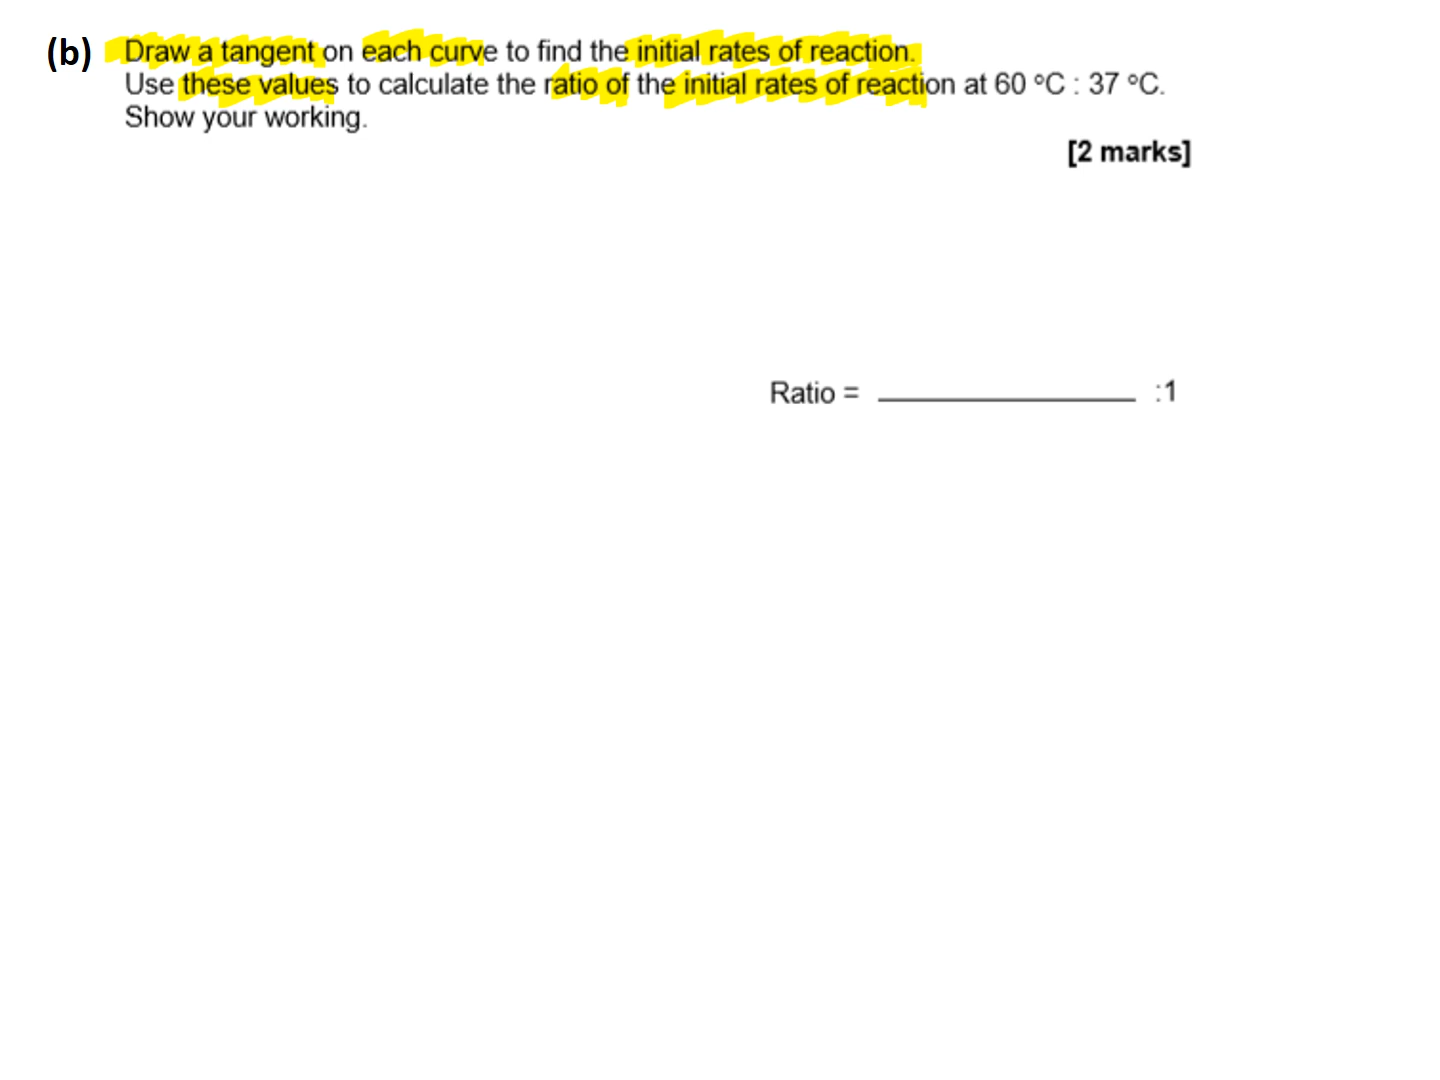 (b) Draw a tangent on each curve to find the initial rates of reaction.
Use these values to calculate the ratio of the initial rates of reaction at 60 °C : 37 °C.
Show your working.
[2 marks]
Ratio = ____________ :1